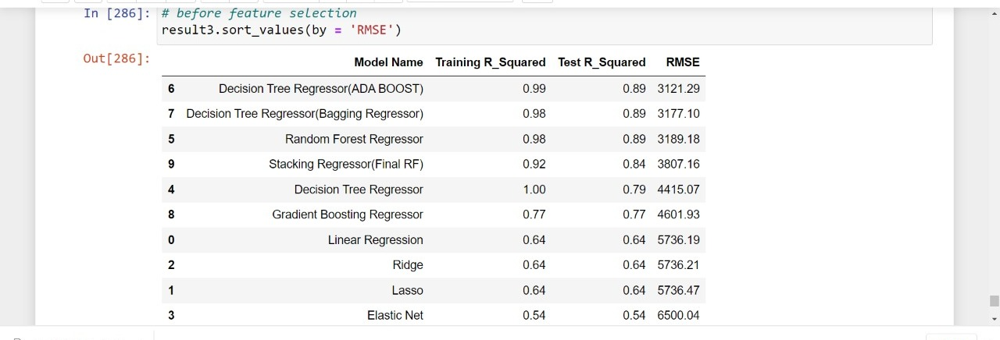 In [286]: # before feature selection
result3.sort_values(by = 'RMSE')
Out[286]:
Model Name Training R_Squared Test R_Squared RMSE
6 Decision Tree Regressor(ADA BOOST) 0.99 0.89 3121.29
7 Decision Tree Regressor(Bagging Regressor) 0.98 0.89 3177.10
5 Random Forest Regressor 0.98 0.89 3189.18
9 Stacking Regressor(Final RF) 0.92 0.84 3807.16
4 Decision Tree Regressor 1.00 0.79 4415.07
8 Gradient Boosting Regressor 0.77 0.77 4601.93
0 Linear Regression 0.64 0.64 5736.19
2 Ridge 0.64 0.64 5736.21
1 Lasso 0.64 0.64 5736.47
3 Elastic Net 0.54 0.54 6500.04